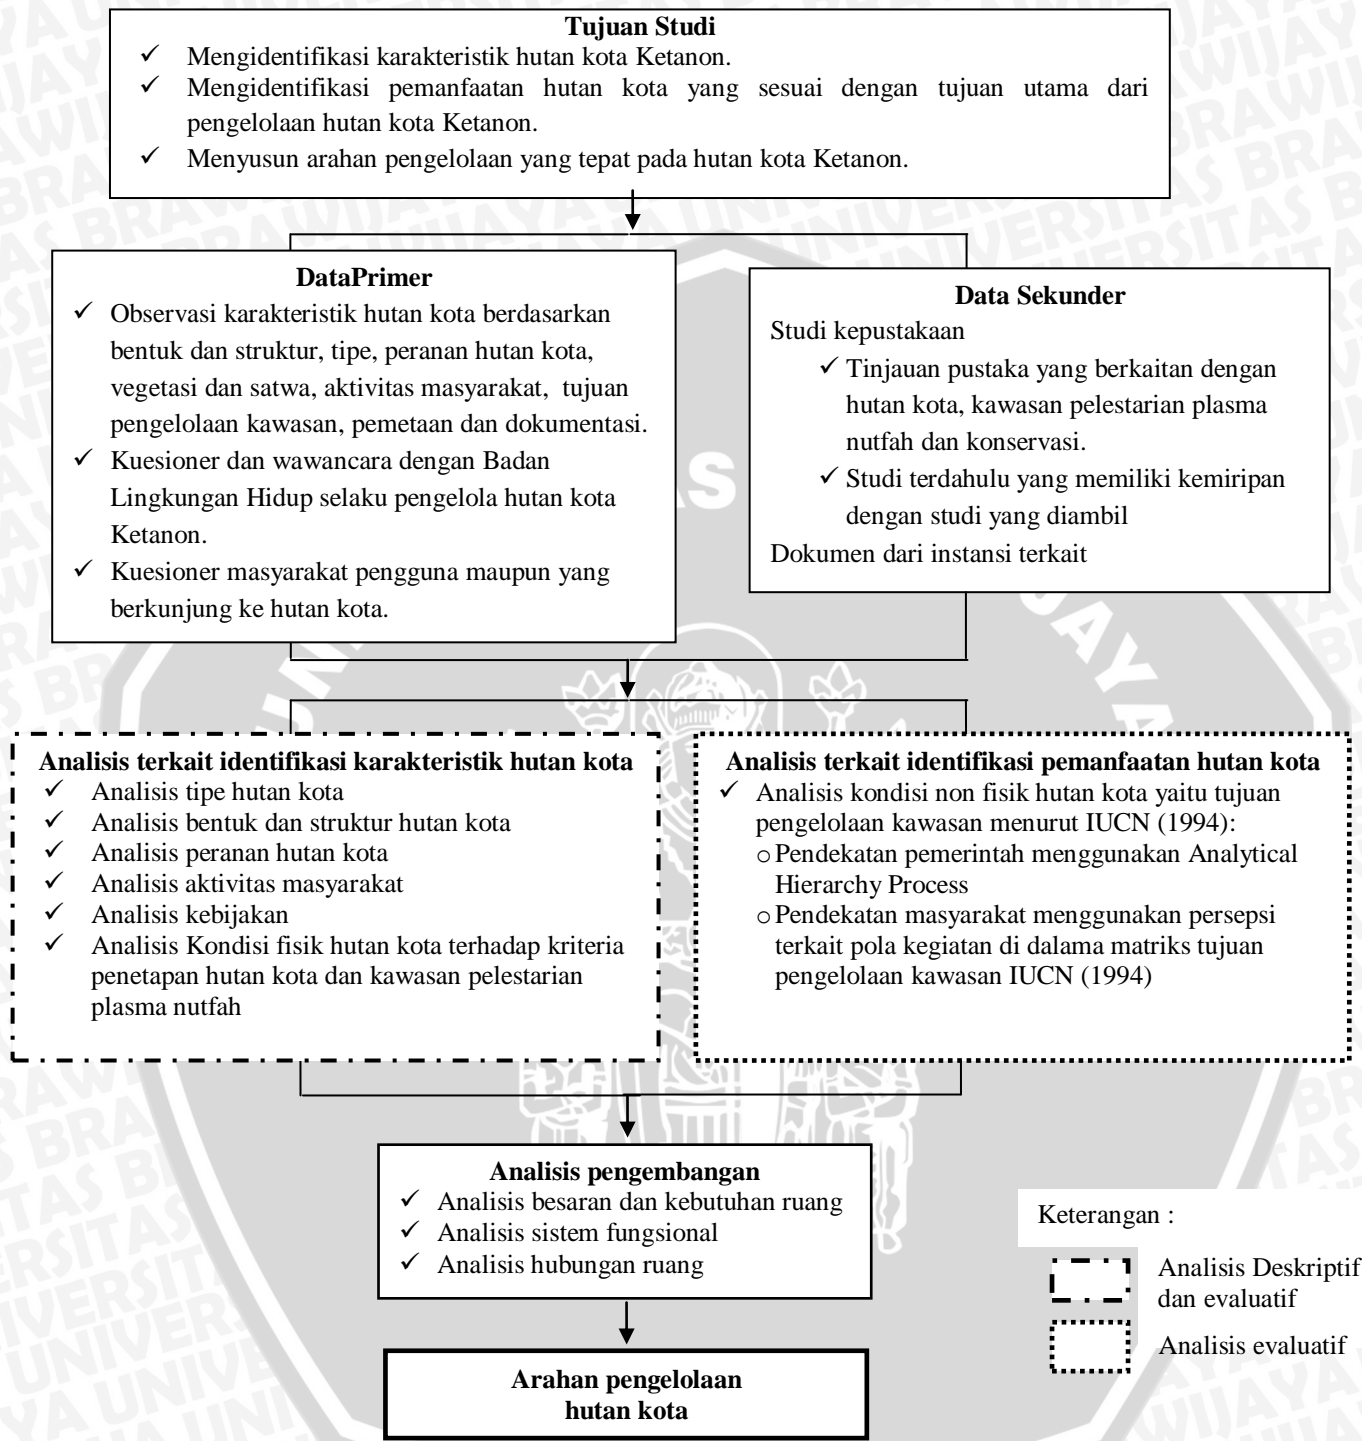 Tujuan Studi
✓ Mengidentifikasi karakteristik hutan kota Ketanon.
✓ Mengidentifikasi pemanfaatan hutan kota yang sesuai dengan tujuan utama dari
pengelolaan hutan kota Ketanon.
✓ Menyusun arahan pengelolaan yang tepat pada hutan kota Ketanon.
DataPrimer
✓ Observasi karakteristik hutan kota berdasarkan
bentuk dan struktur, tipe, peranan hutan kota,
vegetasi dan satwa, aktivitas masyarakat, tujuan
pengelolaan kawasan, pemetaan dan dokumentasi.
✓ Kuesioner dan wawancara dengan Badan
Lingkungan Hidup selaku pengelola hutan kota
Ketanon.
✓ Kuesioner masyarakat pengguna maupun yang
berkunjung ke hutan kota.
Data Sekunder
Studi kepustakaan
✓ Tinjauan pustaka yang berkaitan dengan
hutan kota, kawasan pelestarian plasma
nutfah dan konservasi.
✓ Studi terdahulu yang memiliki kemiripan
dengan studi yang diambil
Dokumen dari instansi terkait
Analisis terkait identifikasi karakteristik hutan kota
✓ Analisis tipe hutan kota
✓ Analisis bentuk dan struktur hutan kota
✓ Analisis peranan hutan kota
✓ Analisis aktivitas masyarakat
✓ Analisis kebijakan
✓ Analisis Kondisi fisik hutan kota terhadap kriteria
penetapan hutan kota dan kawasan pelestarian
plasma nutfah
Analisis terkait identifikasi pemanfaatan hutan kota
✓ Analisis kondisi non fisik hutan kota yaitu tujuan
pengelolaan kawasan menurut IUCN (1994):
o Pendekatan pemerintah menggunakan Analytical
Hierarchy Process
o Pendekatan masyarakat menggunakan persepsi
terkait pola kegiatan di dalama matriks tujuan
pengelolaan kawasan IUCN (1994)
Analisis pengembangan
✓ Analisis besaran dan kebutuhan ruang
✓ Analisis sistem fungsional
✓ Analisis hubungan ruang
Arahan pengelolaan
hutan kota
Keterangan :
Analisis Deskriptif
dan evaluatif
Analisis evaluatif